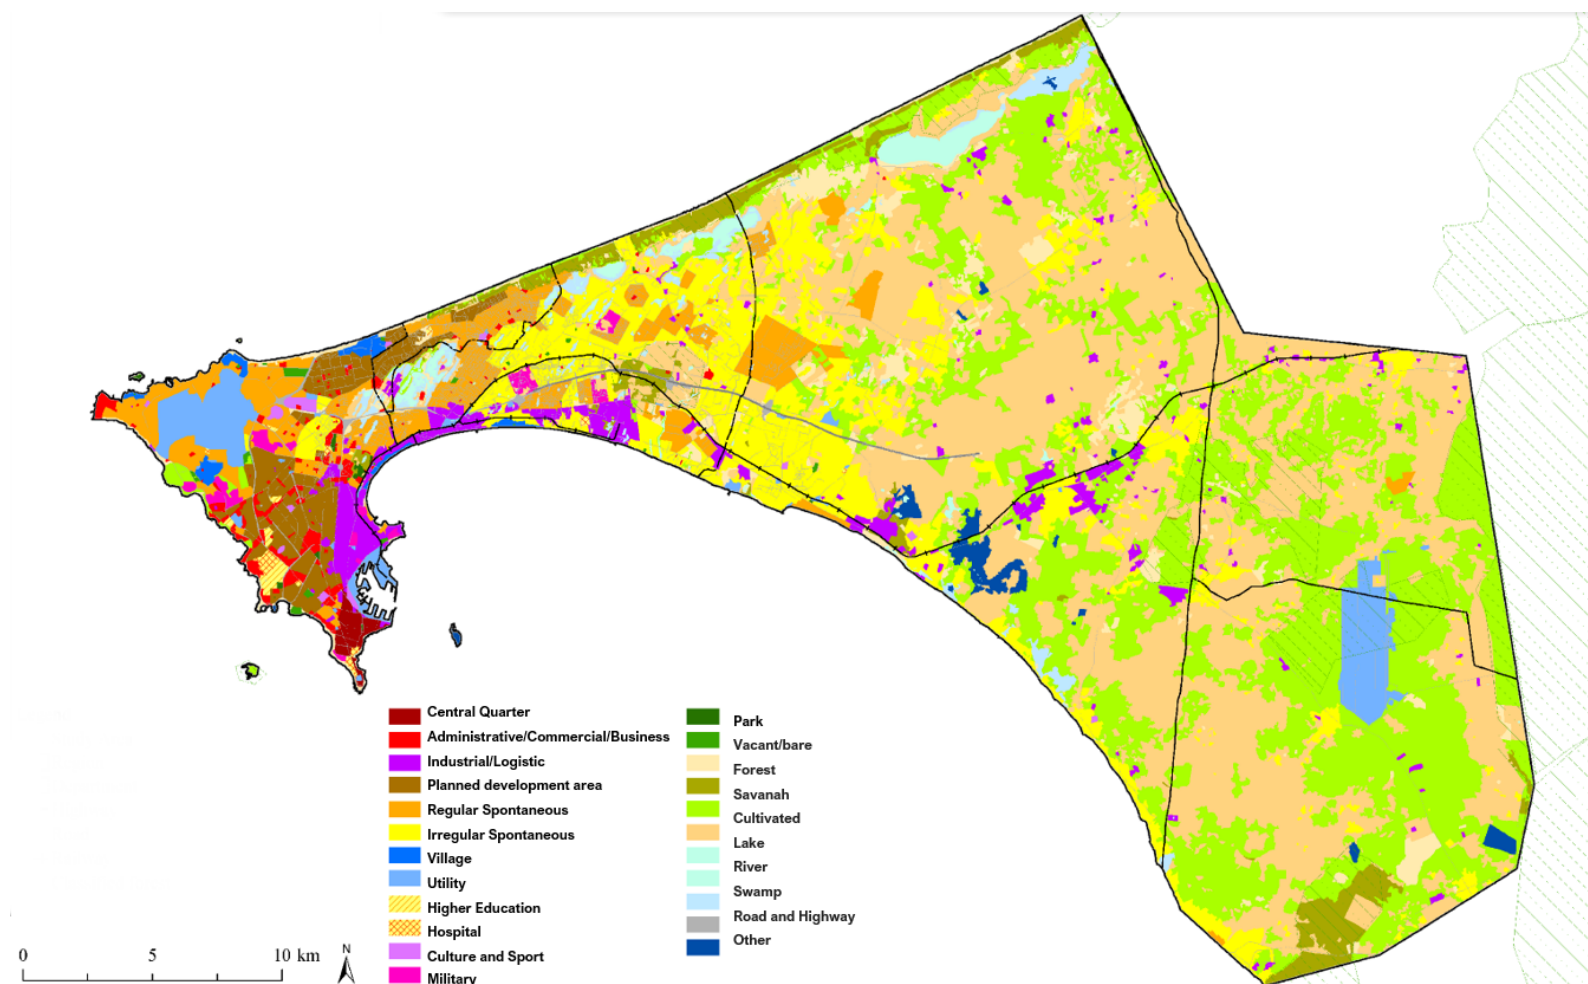 Central Quarter
Administrative/Commercial/Business
Industrial/Logistic
Planned development area
Regular Spontaneous
Irregular Spontaneous
Village
Utility
Higher Education
Hospital
Culture and Sport
Military
Park
Vacant/bare
Forest
Savanah
Cultivated
Lake
River
Swamp
Road and Highway
Other
0 5 10 km
N